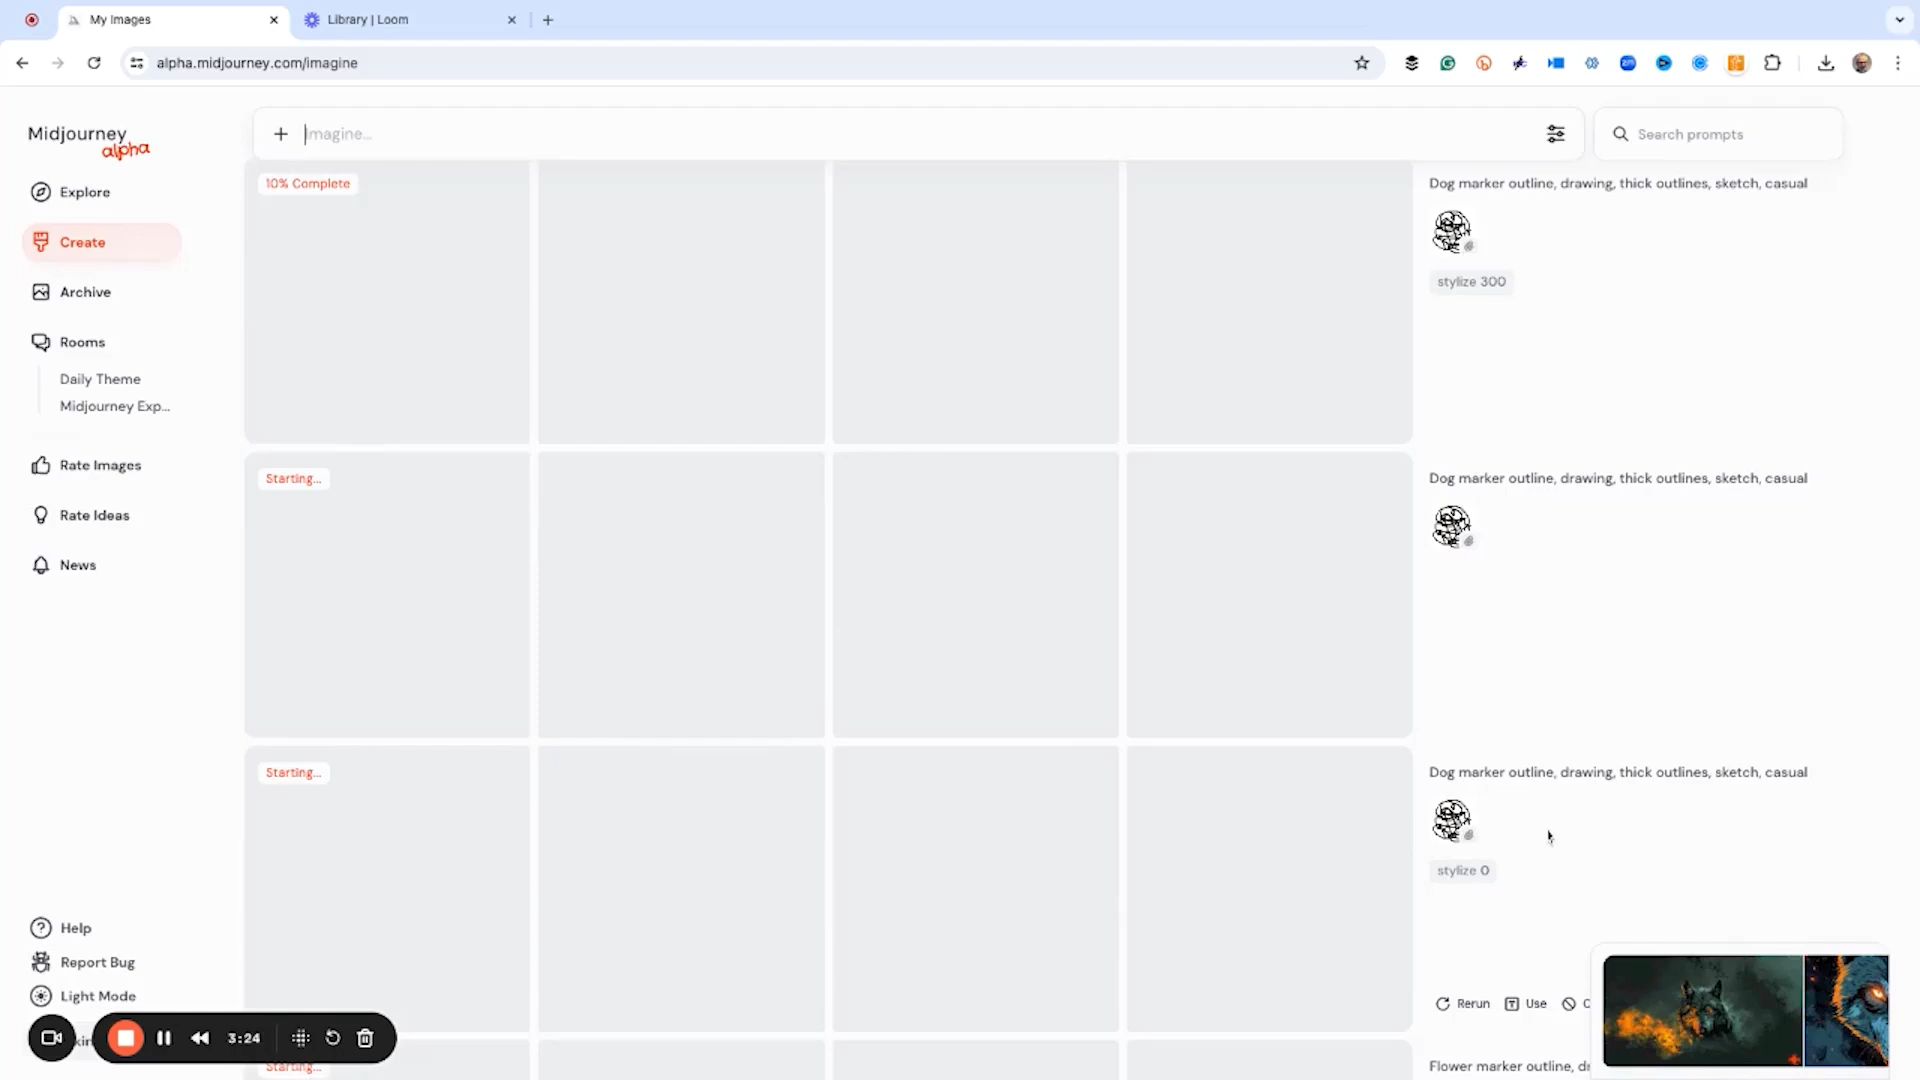 My Images
Library | Loom
alpha.midjourney.com/imagine
Midjourney
alpha
Imagine...
Search prompts
Explore
Create
Archive
Rooms
Daily Theme
Midjourney Exp...
Rate Images
Rate Ideas
News
Help
Report Bug
Light Mode
3:24
10% Complete
Dog marker outline, drawing, thick outlines, sketch, casual
stylize 300
Starting...
Dog marker outline, drawing, thick outlines, sketch, casual
Starting...
Dog marker outline, drawing, thick outlines, sketch, casual
stylize 0
Rerun
Use
Starting...
Flower marker outline, dr